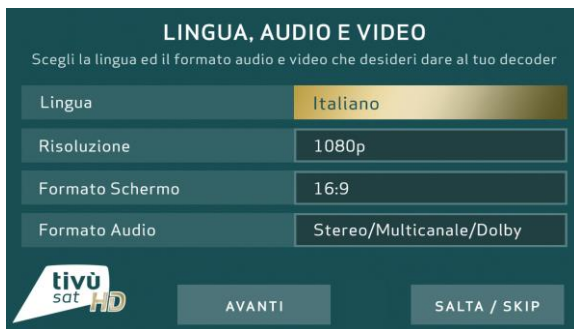 LINGUA, AUDIO E VIDEO
Scegli la lingua ed il formato audio e video che desideri dare al tuo decoder
Lingua Italiano
Risoluzione 1080p
Formato Schermo 16:9
Formato Audio Stereo/Multicanale/Dolby
tivù
sat HD
AVANTI SALTA / SKIP